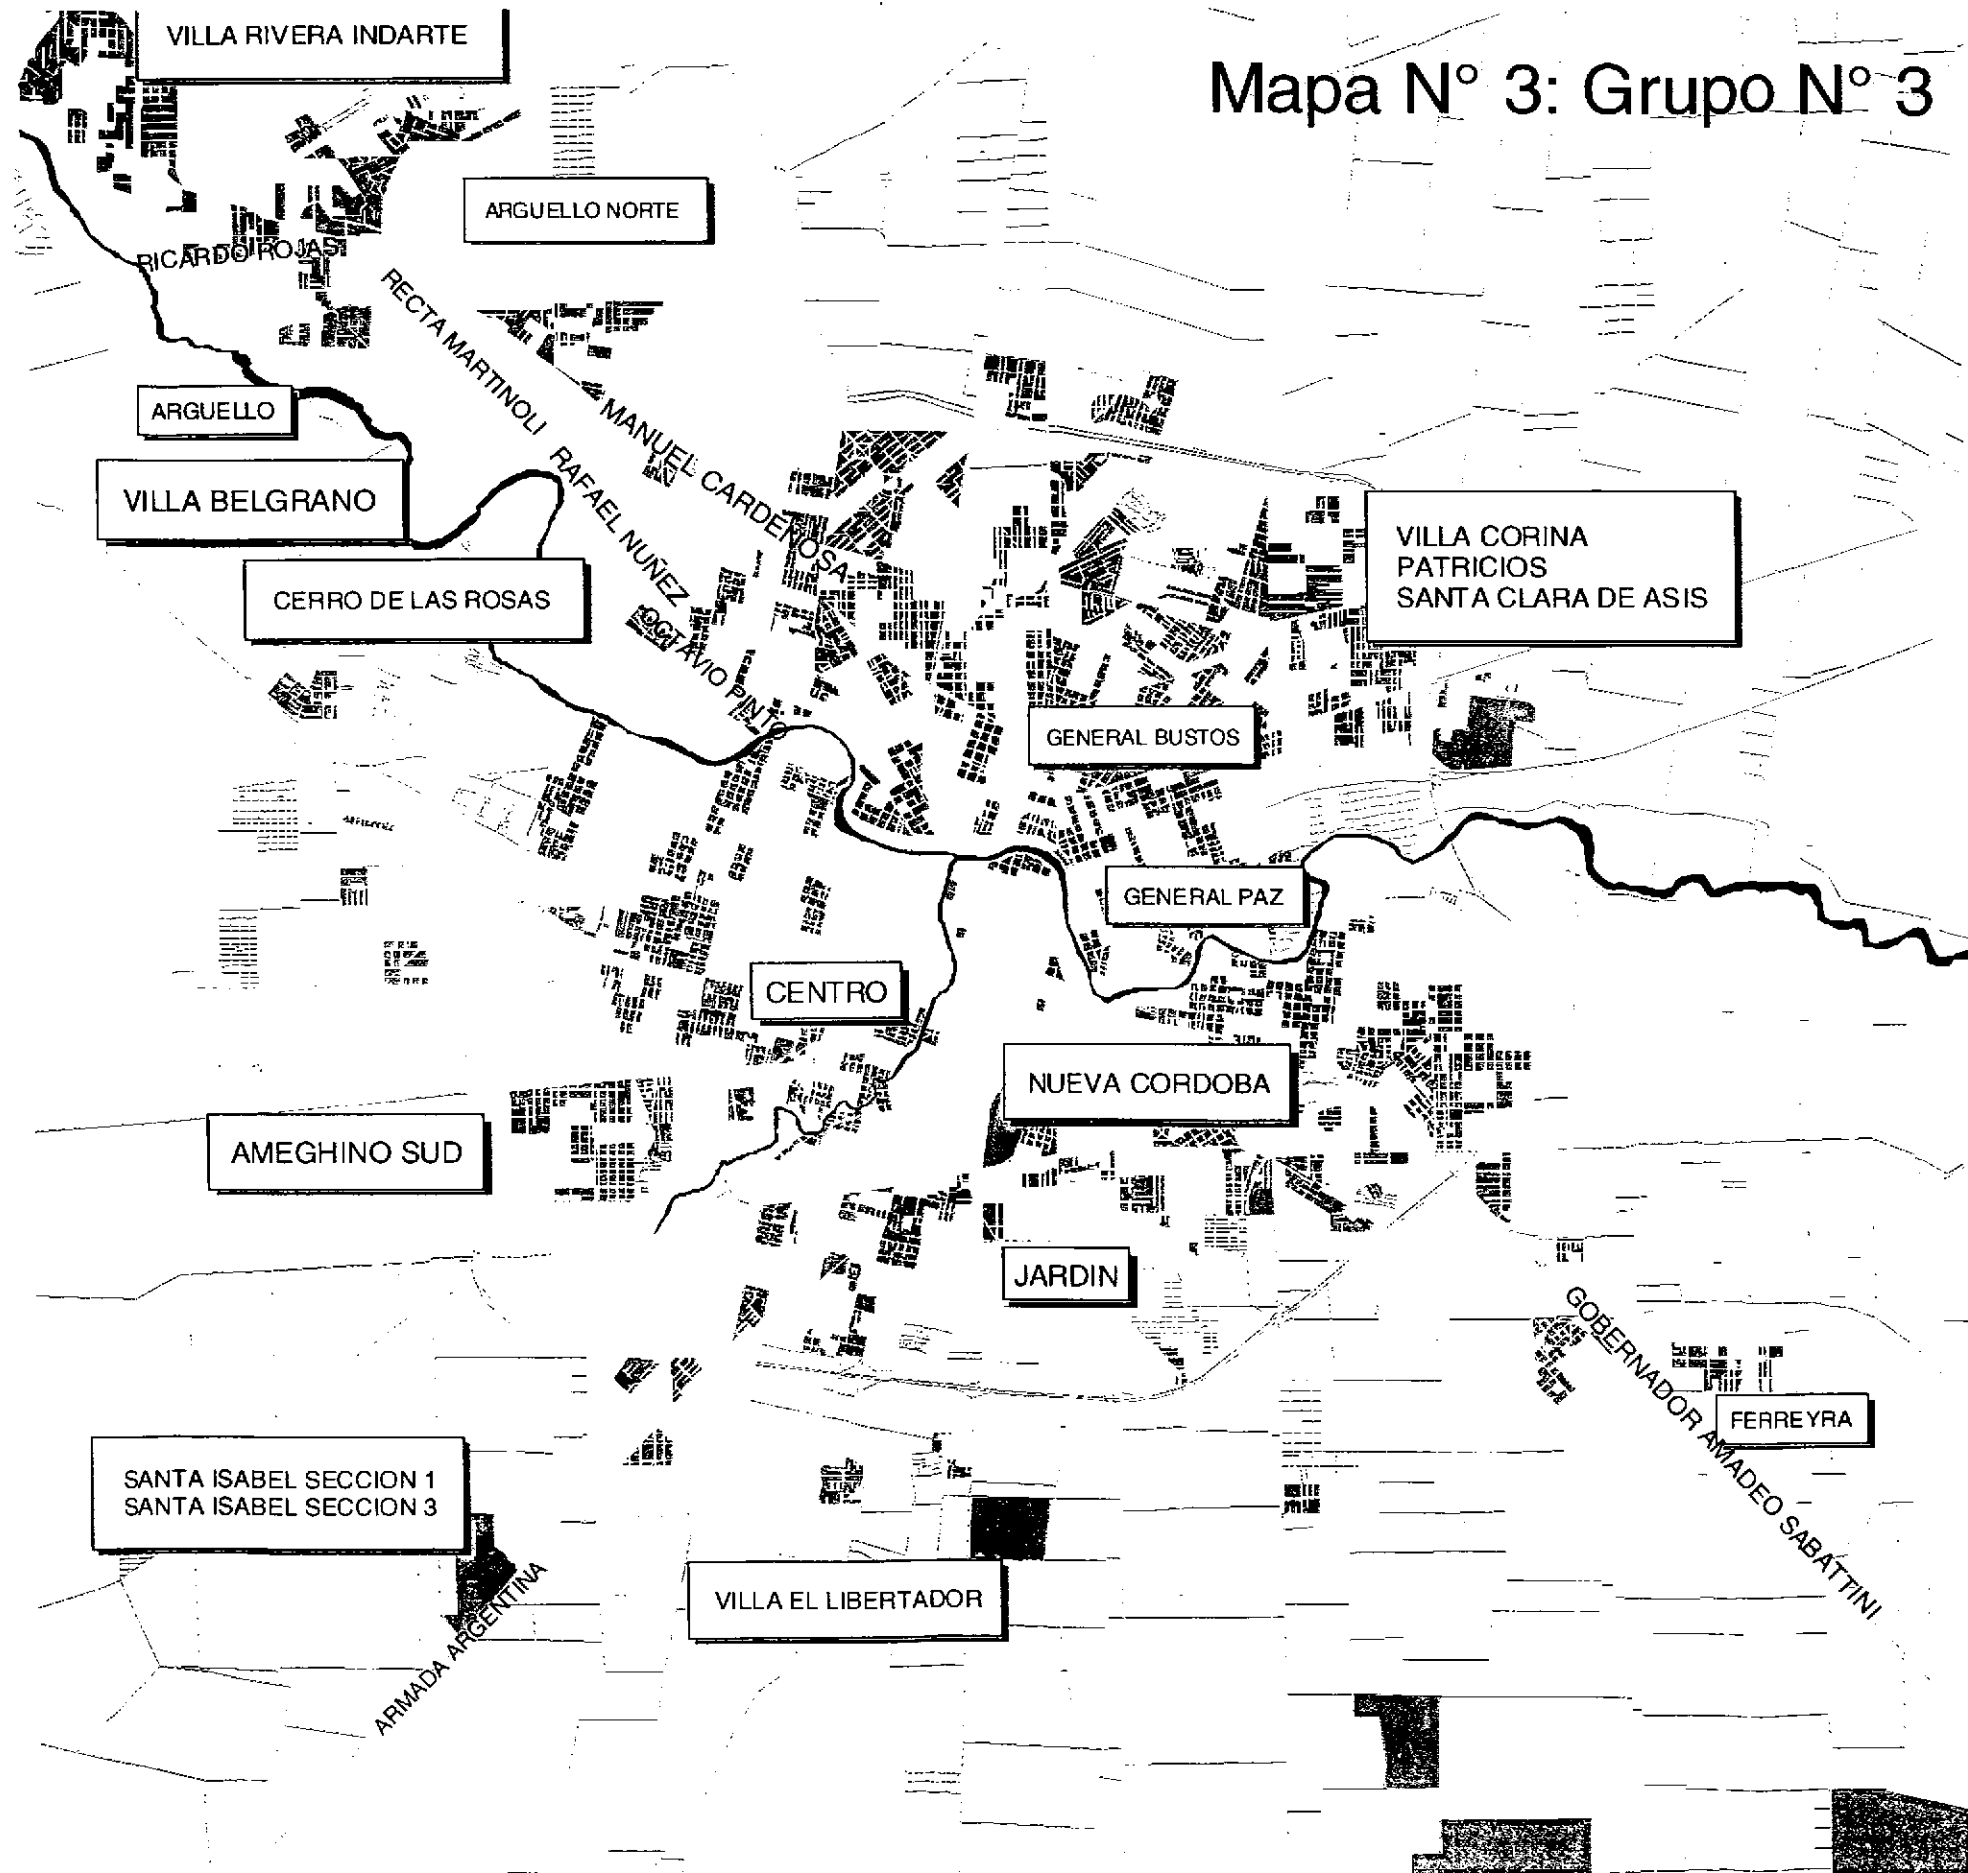 VILLA RIVERA INDARTE
Mapa N° 3: Grupo N° 3
ARGUELLO NORTE
RICARDO ROJAS
RECTA MARTINOLI
ARGUELLO
MANUEL CARDEÑOSA
RAFAEL NUÑEZ
VILLA BELGRANO
CERRO DE LAS ROSAS
VILLA CORINA
PATRICIOS
SANTA CLARA DE ASIS
OCTAVIO PINTO
GENERAL BUSTOS
GENERAL PAZ
CENTRO
NUEVA CORDOBA
AMEGHINO SUD
JARDIN
GOBERNADOR AMADEO SABATTINI
FERREYRA
SANTA ISABEL SECCION 1
SANTA ISABEL SECCION 3
VILLA EL LIBERTADOR
ARMADA ARGENTINA